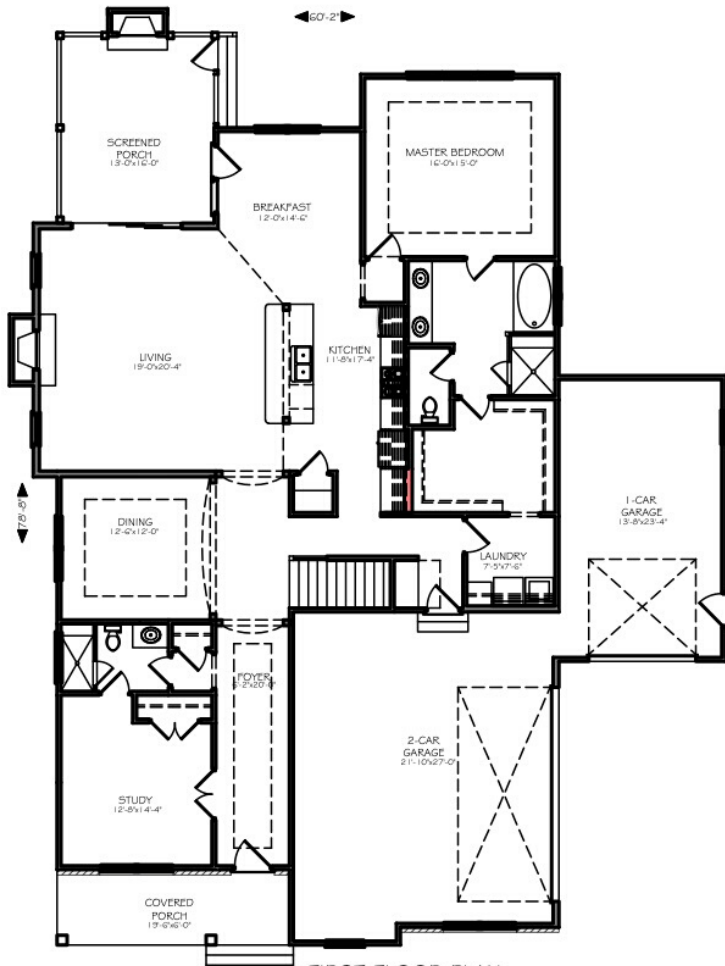 60'-2"
SCREENED
PORCH
13'-0"x16'-0"
MASTER BEDROOM
16'-0"x15'-0"
BREAKFAST
12'-0"x14'-6"
LIVING
19'-0"x20'-4"
KITCHEN
11'-8"x17'-4"
78'-8"
DINING
12'-6"x12'-0"
1-CAR
GARAGE
13'-8"x23'-4"
LAUNDRY
7'-5"x7'-6"
FOYER
2-CAR
GARAGE
21'-10"x27'-0"
STUDY
12'-8"x14'-4"
COVERED
PORCH
19'-6"x6'-0"
FIRST FLOOR PLAN